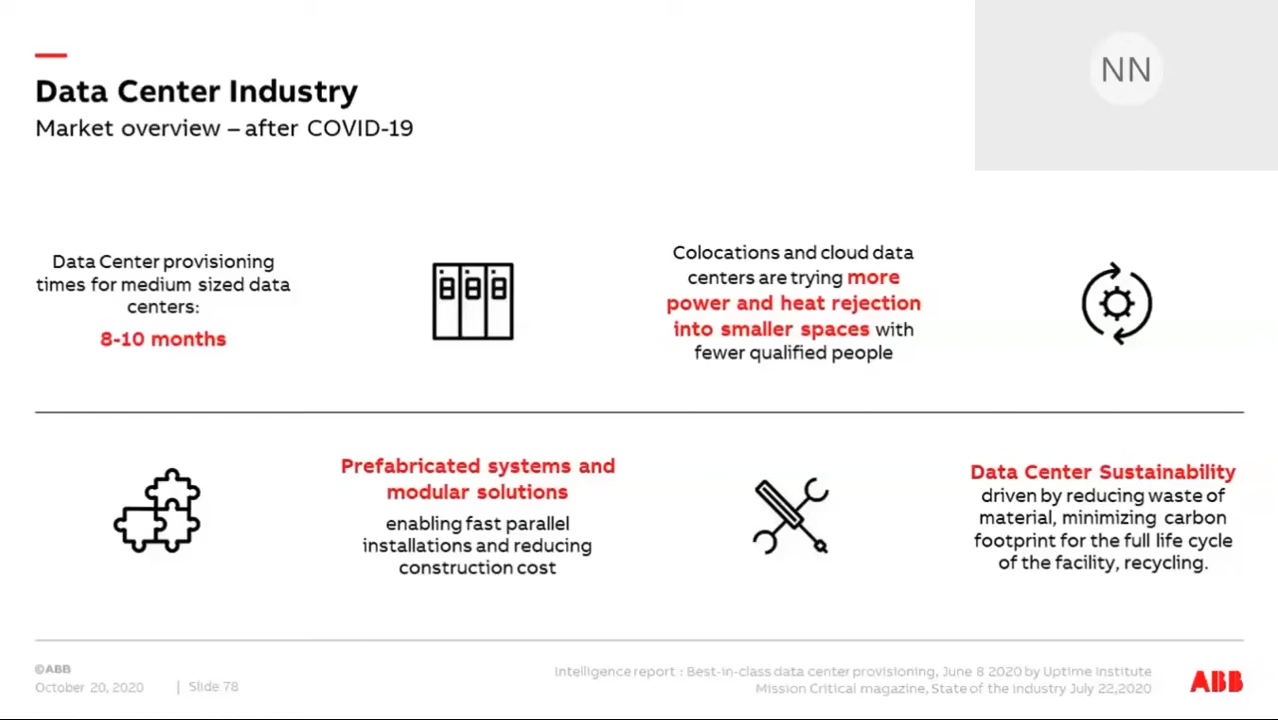 NN
Data Center Industry
Market overview – after COVID-19
Data Center provisioning
times for medium sized data
centers:
8-10 months
Colocations and cloud data
centers are trying more
power and heat rejection
into smaller spaces with
fewer qualified people
Prefabricated systems and
modular solutions
enabling fast parallel
installations and reducing
construction cost
Data Center Sustainability
driven by reducing waste of
material, minimizing carbon
footprint for the full life cycle
of the facility, recycling.
©ABB
October 20, 2020 | Slide 78
Intelligence report : Best-in-class data center provisioning, June 8 2020 by Uptime Institute
Mission Critical magazine, State of the industry July 22,2020
ABB